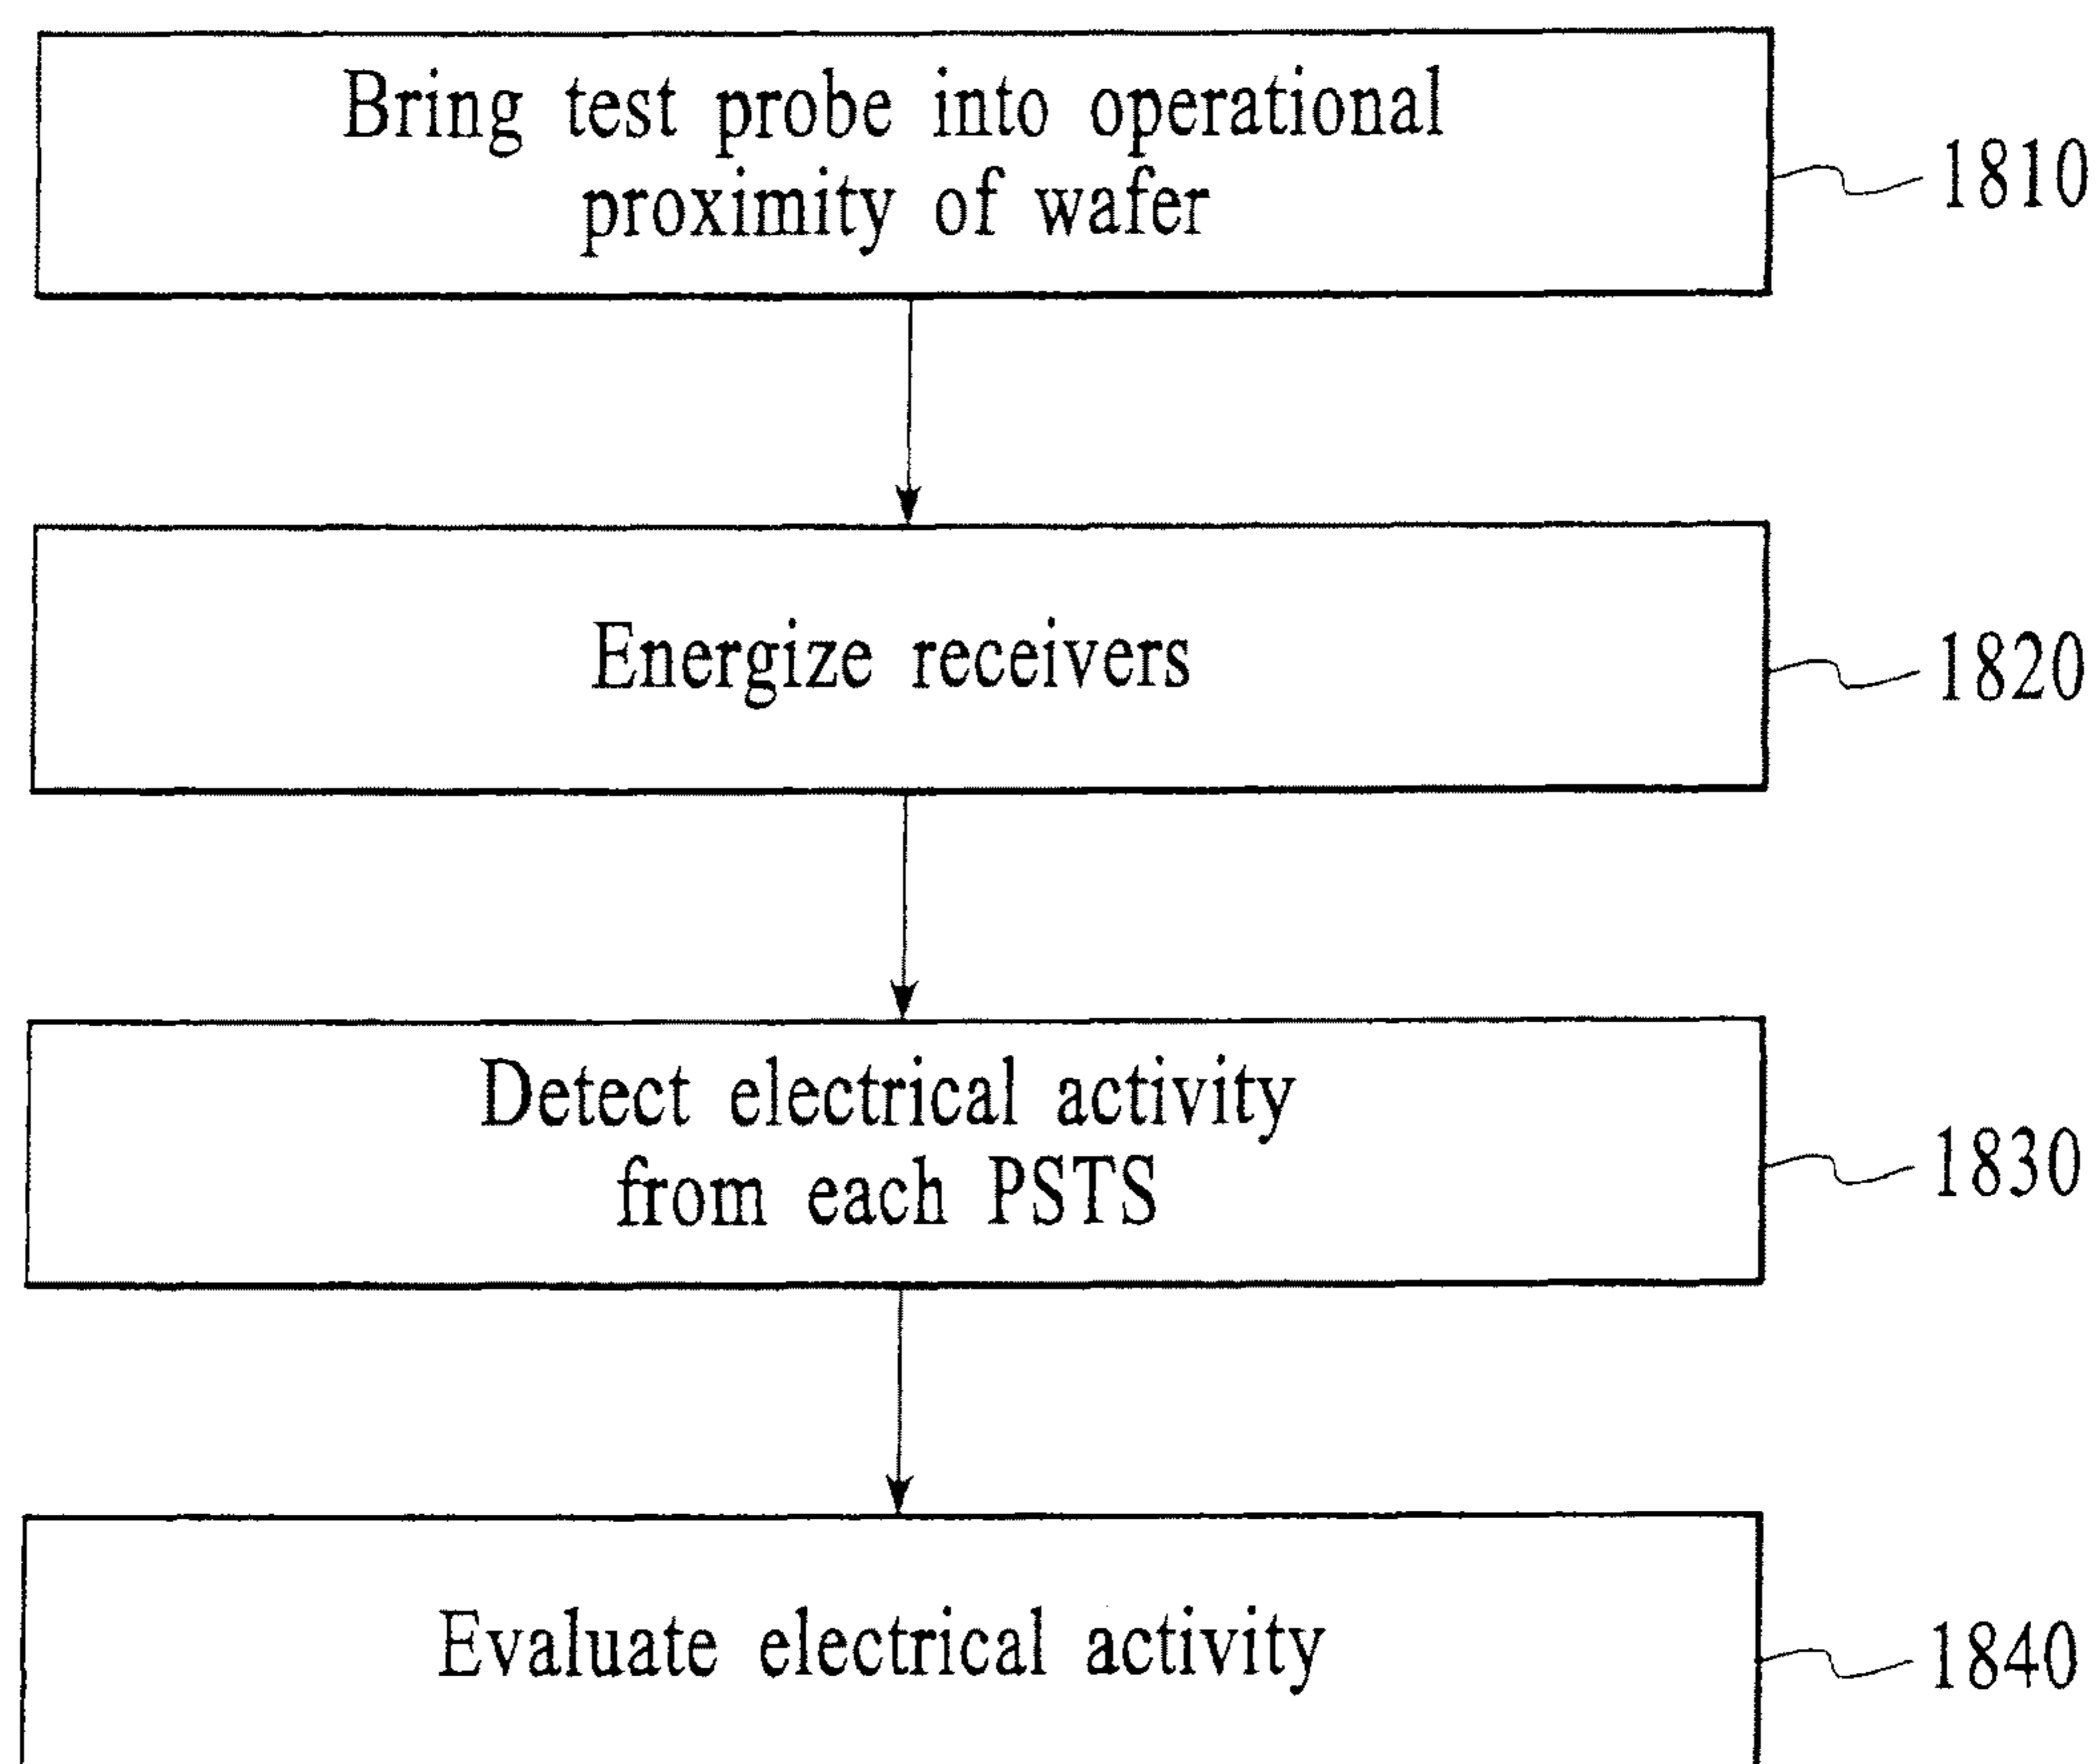 Bring test probe into operational
proximity of wafer
1810
Energize receivers
1820
Detect electrical activity
from each PSTS
1830
Evaluate electrical activity
1840